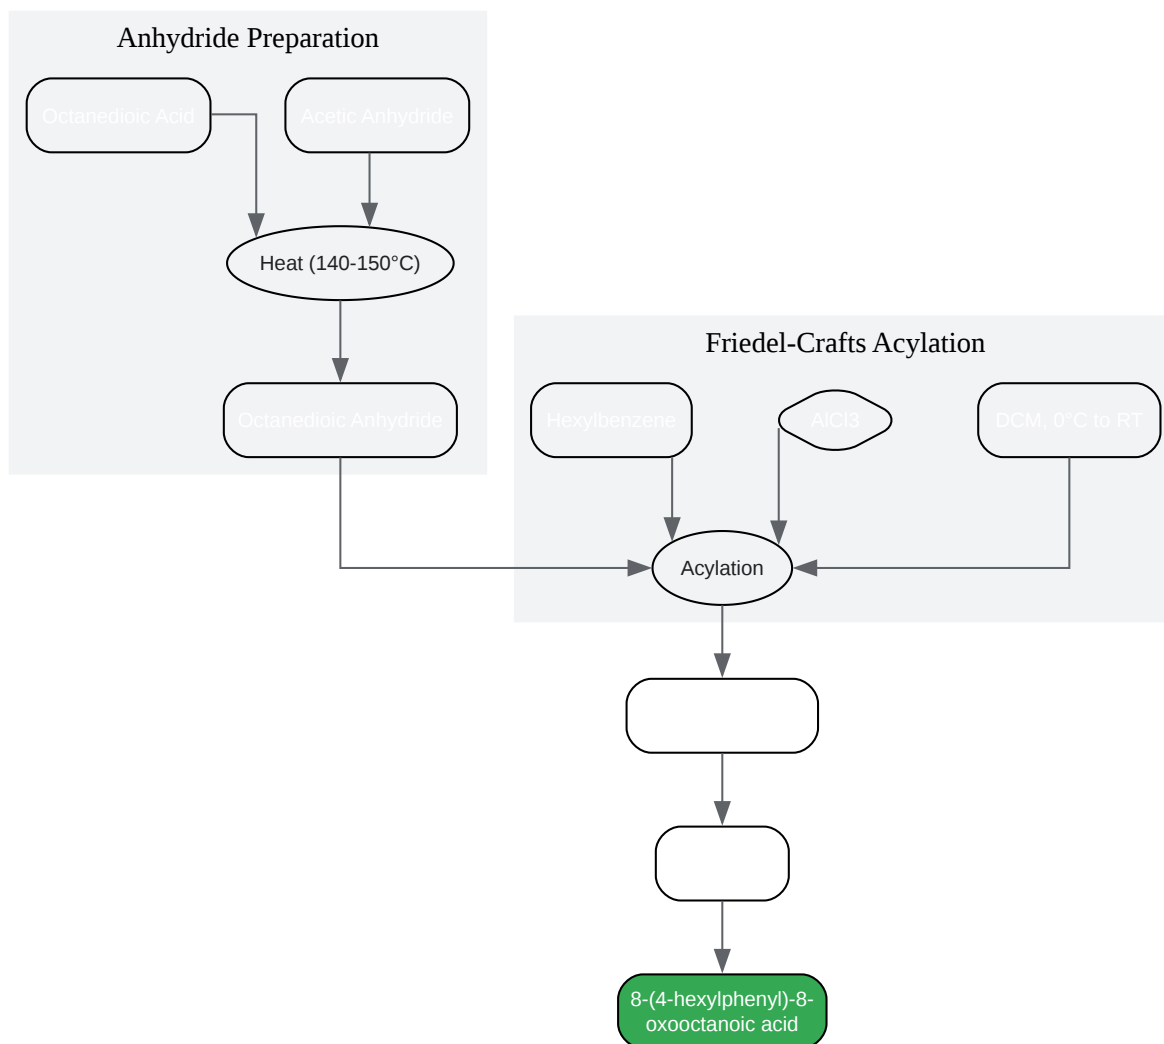 Anhydride Preparation
Octanedioic Acid
Acetic Anhydride
Heat (140-150°C)
Octanedioic Anhydride
Friedel-Crafts Acylation
Hexylbenzene
AlCl3
DCM, 0°C to RT
Acylation
8-(4-hexylphenyl)-8-
oxooctanoic acid